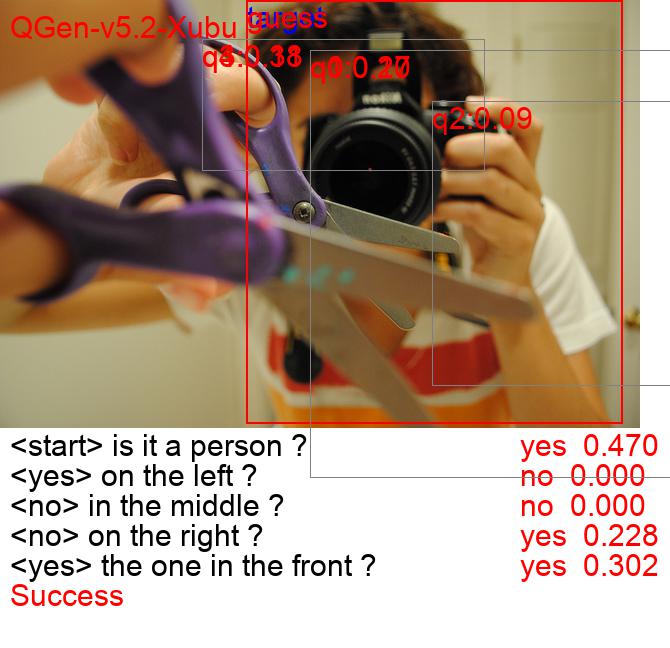 QGen-v5.2-Xubu
guess
q2:0.09
<start> is it a person ? yes 0.470
<yes> on the left ? no 0.000
<no> in the middle ? no 0.000
<no> on the right ? yes 0.228
<yes> the one in the front ? yes 0.302
Success